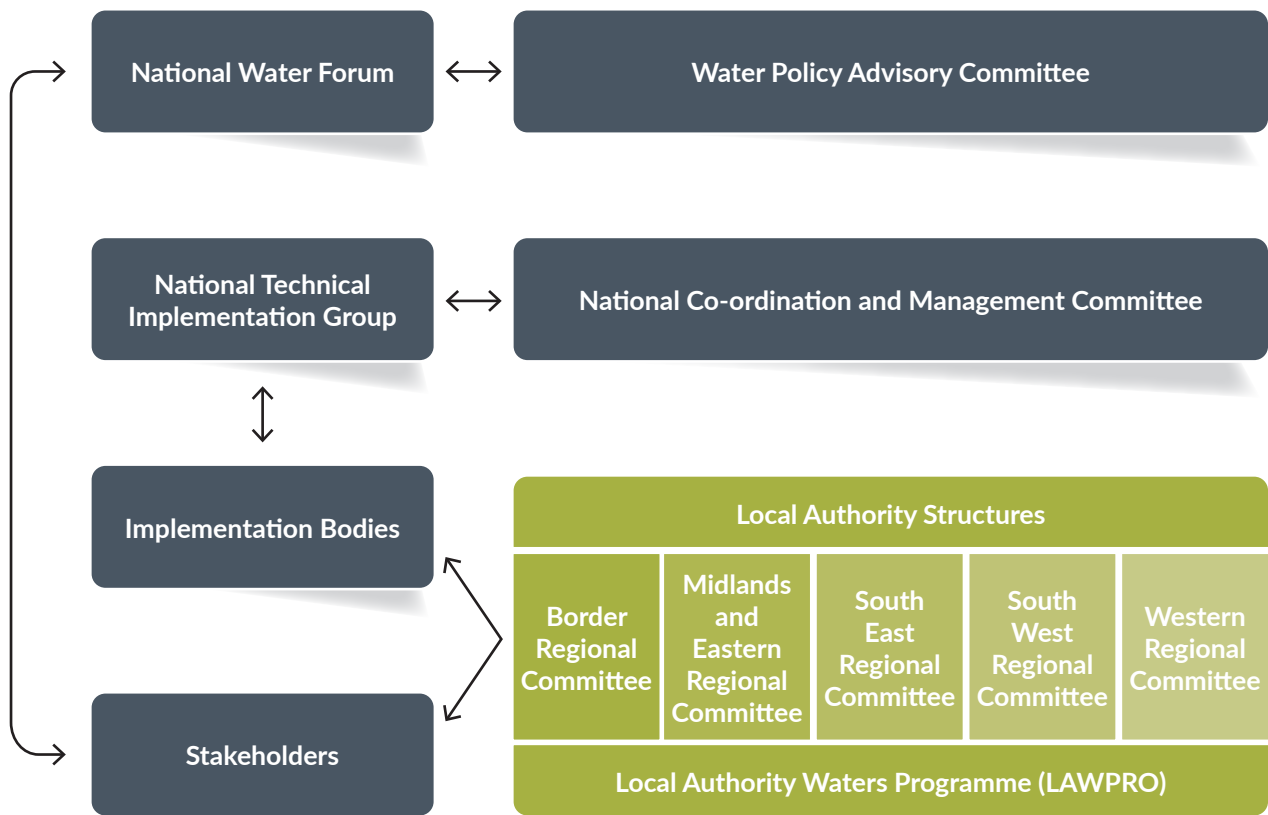 National Water Forum
Water Policy Advisory Committee
National Technical
Implementation Group
National Co-ordination and Management Committee
Implementation Bodies
Local Authority Structures
Border
Regional
Committee
Midlands
and
Eastern
Regional
Committee
South
East
Regional
Committee
South
West
Regional
Committee
Western
Regional
Committee
Stakeholders
Local Authority Waters Programme (LAWPRO)